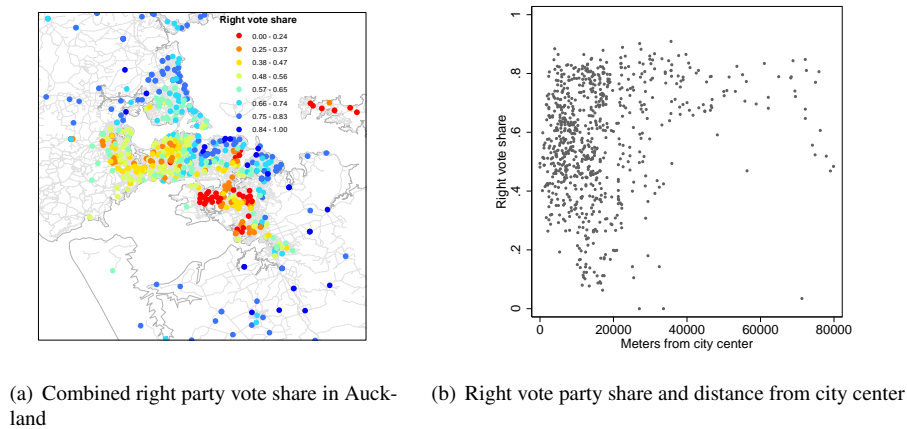 Right vote share
0.00 - 0.24
0.25 - 0.37
0.38 - 0.47
0.48 - 0.56
0.57 - 0.65
0.66 - 0.74
0.75 - 0.83
0.84 - 1.00
Right vote share
1
.8
.6
.4
.2
0
0 20000 40000 60000 80000
Meters from city center
(a) Combined right party vote share in Auck-
land
(b) Right vote party share and distance from city center